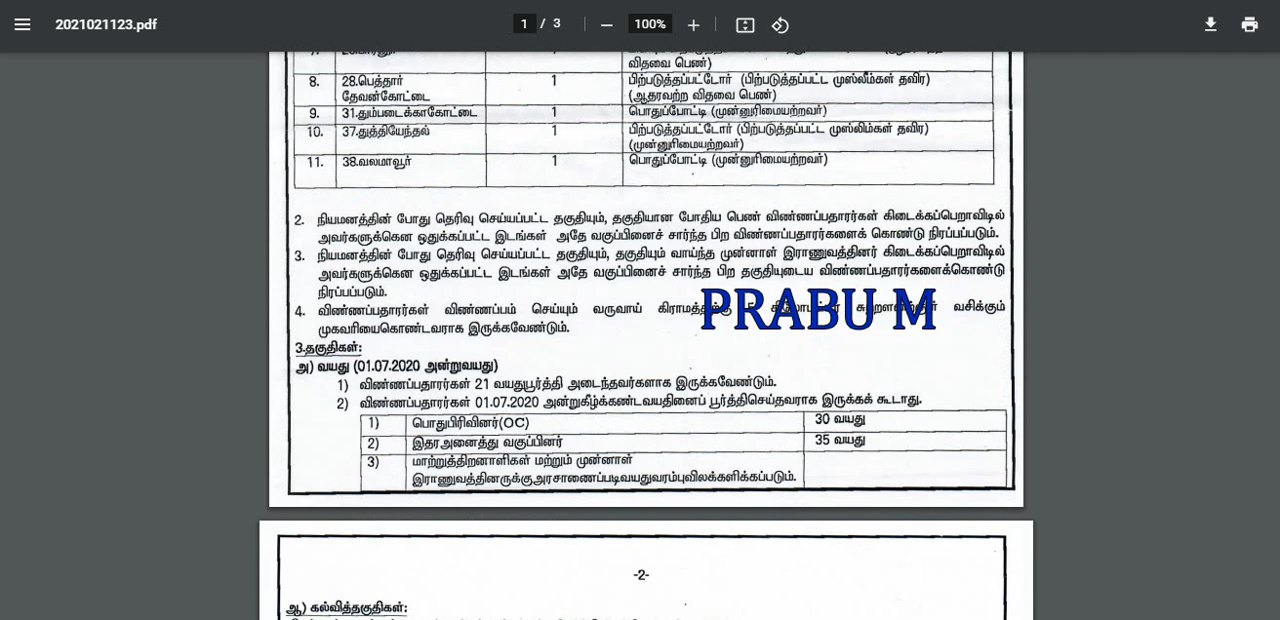 2021021123.pdf
1 / 3
100%
7.
1
விதவை பெண்)
8. 28.பெத்தார் தேவன்கோட்டை 1 பிற்படுத்தப்பட்டோர் (பிற்படுத்தப்பட்ட முஸ்லீம்கள் தவிர) (ஆதரவற்ற விதவை பெண்)
9. 31.தும்படைக்காகோட்டை 1 பொதுப்போட்டி (முன்னுரிமையற்றவர்)
10. 37.துத்தியேந்தல் 1 பிற்படுத்தப்பட்டோர் (பிற்படுத்தப்பட்ட முஸ்லிம்கள் தவிர) (முன்னுரிமையற்றவர்)
11. 38.வலமாவூர் 1 பொதுப்போட்டி (முன்னுரிமையற்றவர்)
2. நியமனத்தின் போது தெரிவு செய்யப்பட்ட தகுதியும், தகுதியான போதிய பெண் விண்ணப்பதாரர்கள் கிடைக்கப்பெறாவிடில்
அவர்களுக்கென ஒதுக்கப்பட்ட இடங்கள் அதே வகுப்பினைச் சார்ந்த பிற விண்ணப்பதாரர்களைக் கொண்டு நிரப்பப்படும்.
3. நியமனத்தின் போது தெரிவு செய்யப்பட்ட தகுதியும், தகுதியும் வாய்ந்த முன்னாள் இராணுவத்தினர் கிடைக்கப்பெறாவிடில்
அவர்களுக்கென ஒதுக்கப்பட்ட இடங்கள் அதே வகுப்பினைச் சார்ந்த பிற தகுதியுடைய விண்ணப்பதாரர்களைக்கொண்டு
நிரப்பப்படும்.
PRABU M
4. விண்ணப்பதாரர்கள் விண்ணப்பம் செய்யும் வருவாய் வசிக்கும்
முகவரியைகொண்டவராக இருக்கவேண்டும்.
3.தகுதிகள்:
அ) வயது (01.07.2020 அன்றுவயது)
1) விண்ணப்பதாரர்கள் 21 வயதுபூர்த்தி அடைந்தவர்களாக இருக்கவேண்டும்.
2) விண்ணப்பதாரர்கள் 01.07.2020 அன்றுகீழ்க்கண்டவயதினைப் பூர்த்திசெய்தவராக இருக்கக் கூடாது.
1) பொதுபிரிவினர்(OC) 30 வயது
2) இதரஅனைத்து வகுப்பினர் 35 வயது
3) மாற்றுத்திறனாளிகள் மற்றும் முன்னாள்
இராணுவத்தினருக்குஅரசாணைப்படிவயதுவரம்புவிலக்களிக்கப்படும்.
-2-
ஆ) கல்வித்தகுதிகள்: